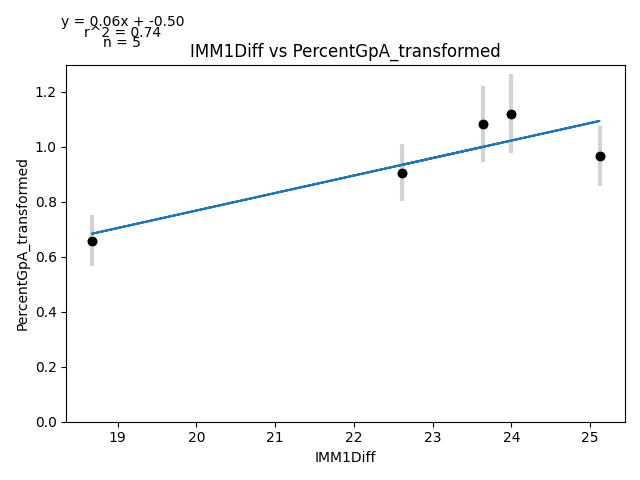 y = 0.06x + -0.50
r^2 = 0.74
n = 5
IMM1Diff vs PercentGpA_transformed
PercentGpA_transformed
1.2
1.0
0.8
0.6
0.4
0.2
0.0
19 20 21 22 23 24 25
IMM1Diff